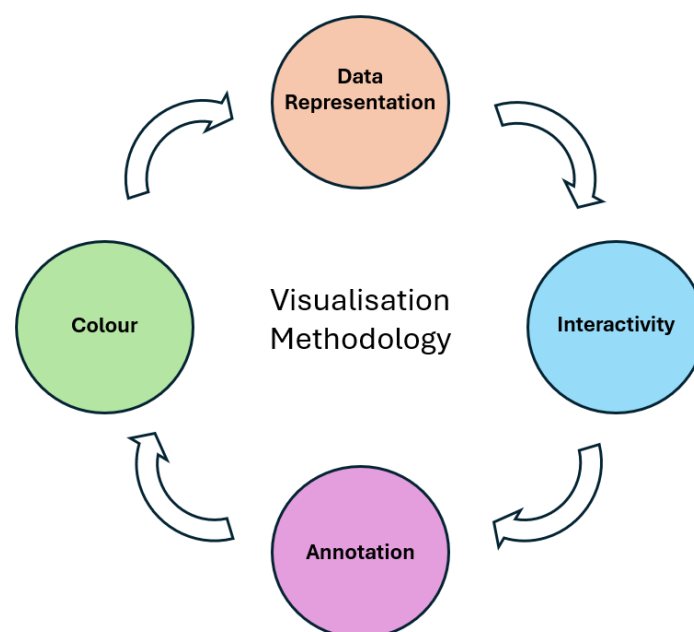 Data
Representation
Colour
Visualisation
Methodology
Interactivity
Annotation